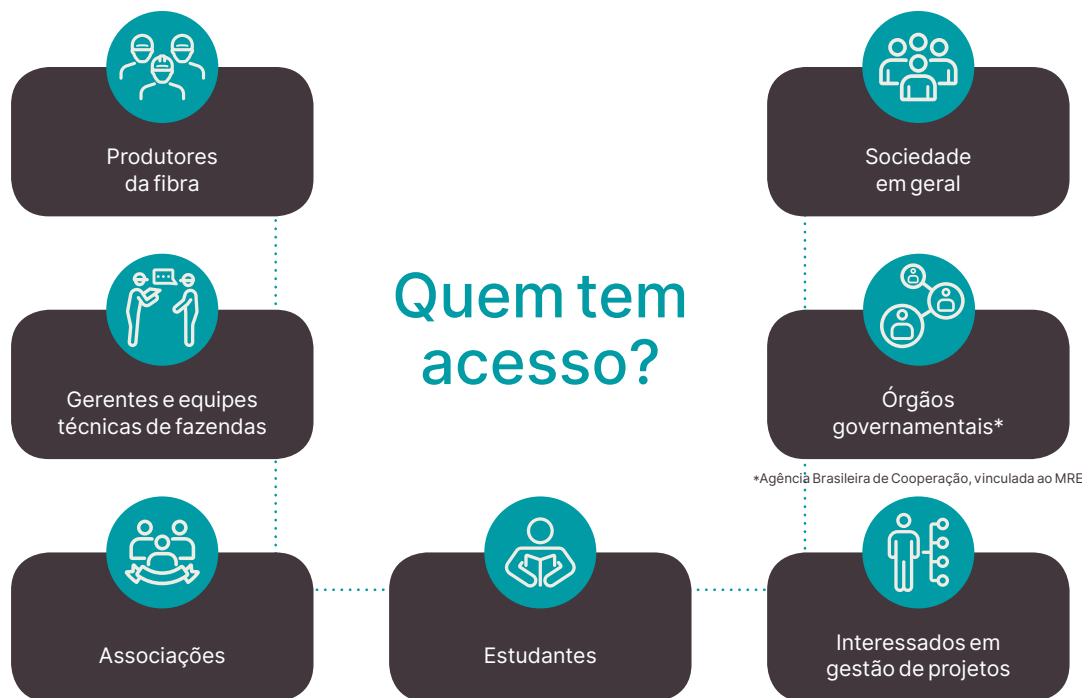 Produtores
da fibra
Sociedade
em geral
Quem tem
acesso?
Gerentes e equipes
técnicas de fazendas
Órgãos
governamentais*
*Agência Brasileira de Cooperação, vinculada ao MRE
Associações
Estudantes
Interessados em
gestão de projetos